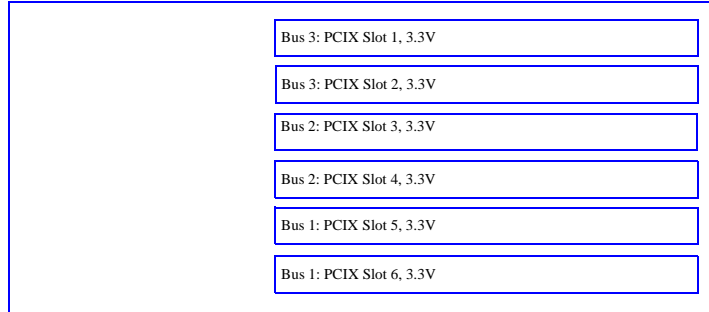 Bus 3: PCIX Slot 1, 3.3V
Bus 3: PCIX Slot 2, 3.3V
Bus 2: PCIX Slot 3, 3.3V
Bus 2: PCIX Slot 4, 3.3V
Bus 1: PCIX Slot 5, 3.3V
Bus 1: PCIX Slot 6, 3.3V